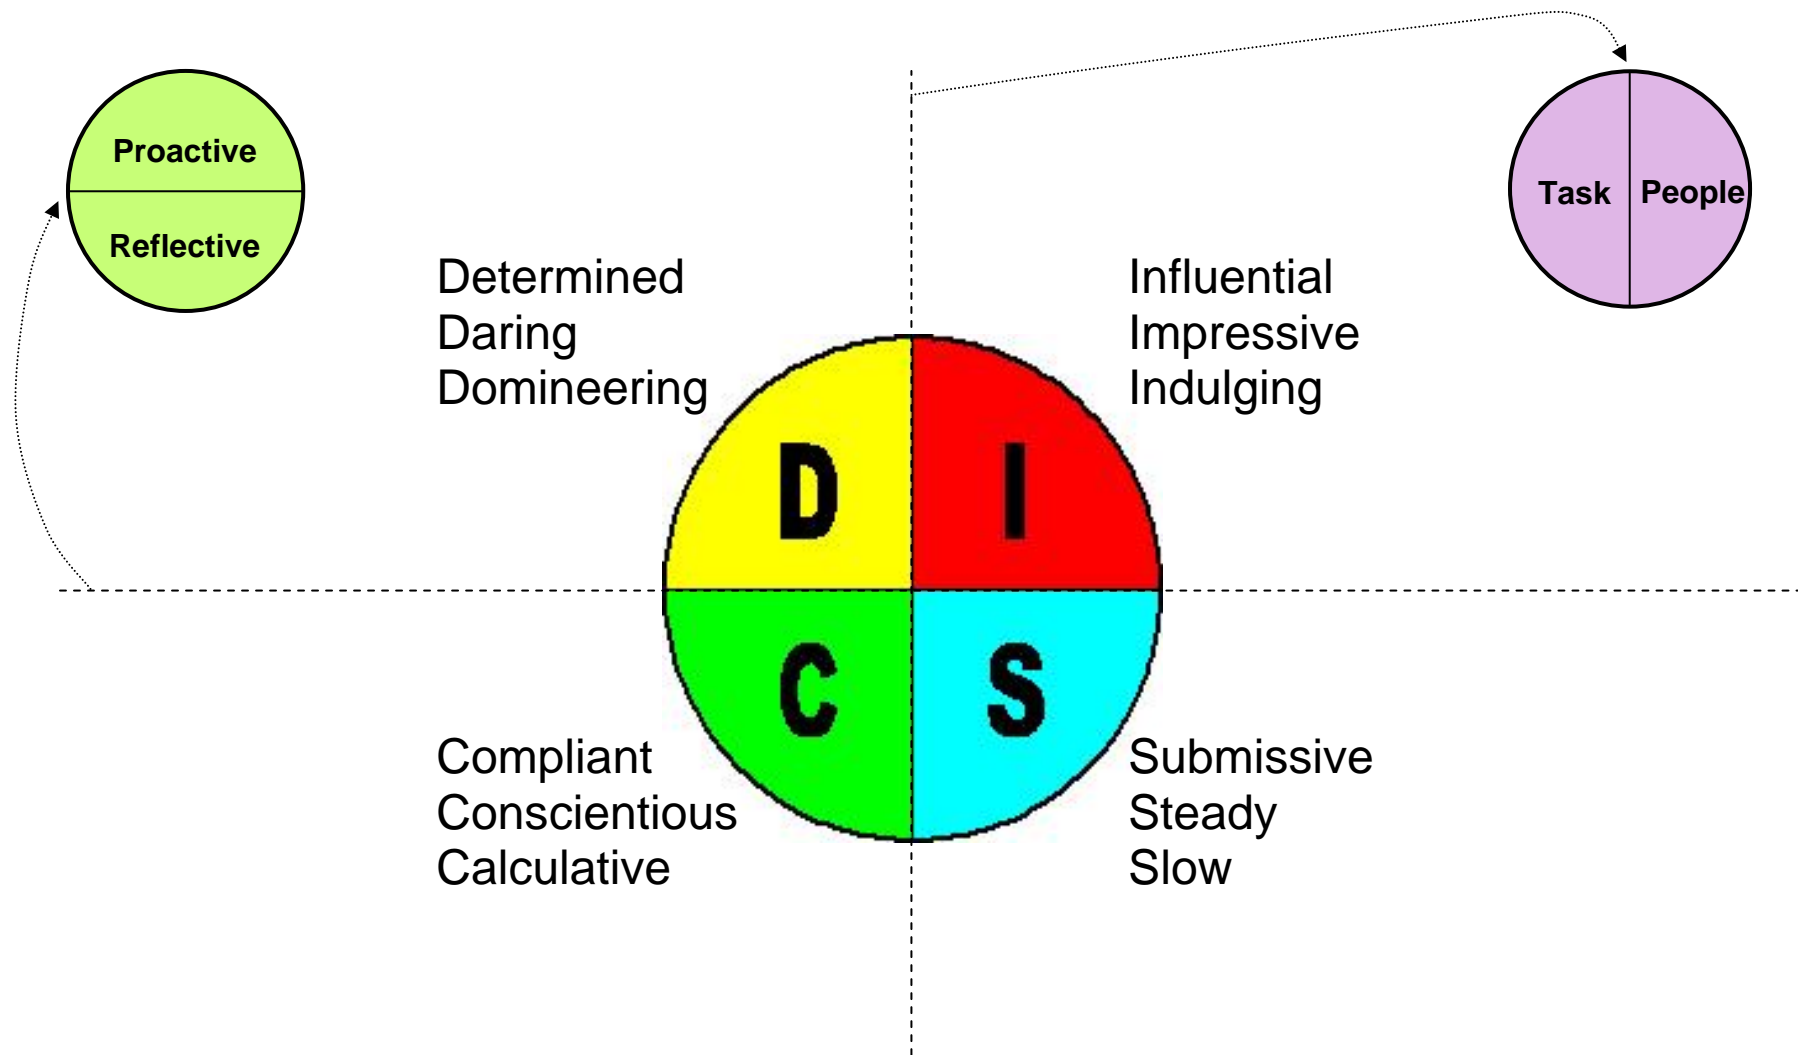 Proactive
Reflective
Task People
Determined
Daring
Domineering
Influential
Impressive
Indulging
D I
C S
Compliant
Conscientious
Calculative
Submissive
Steady
Slow